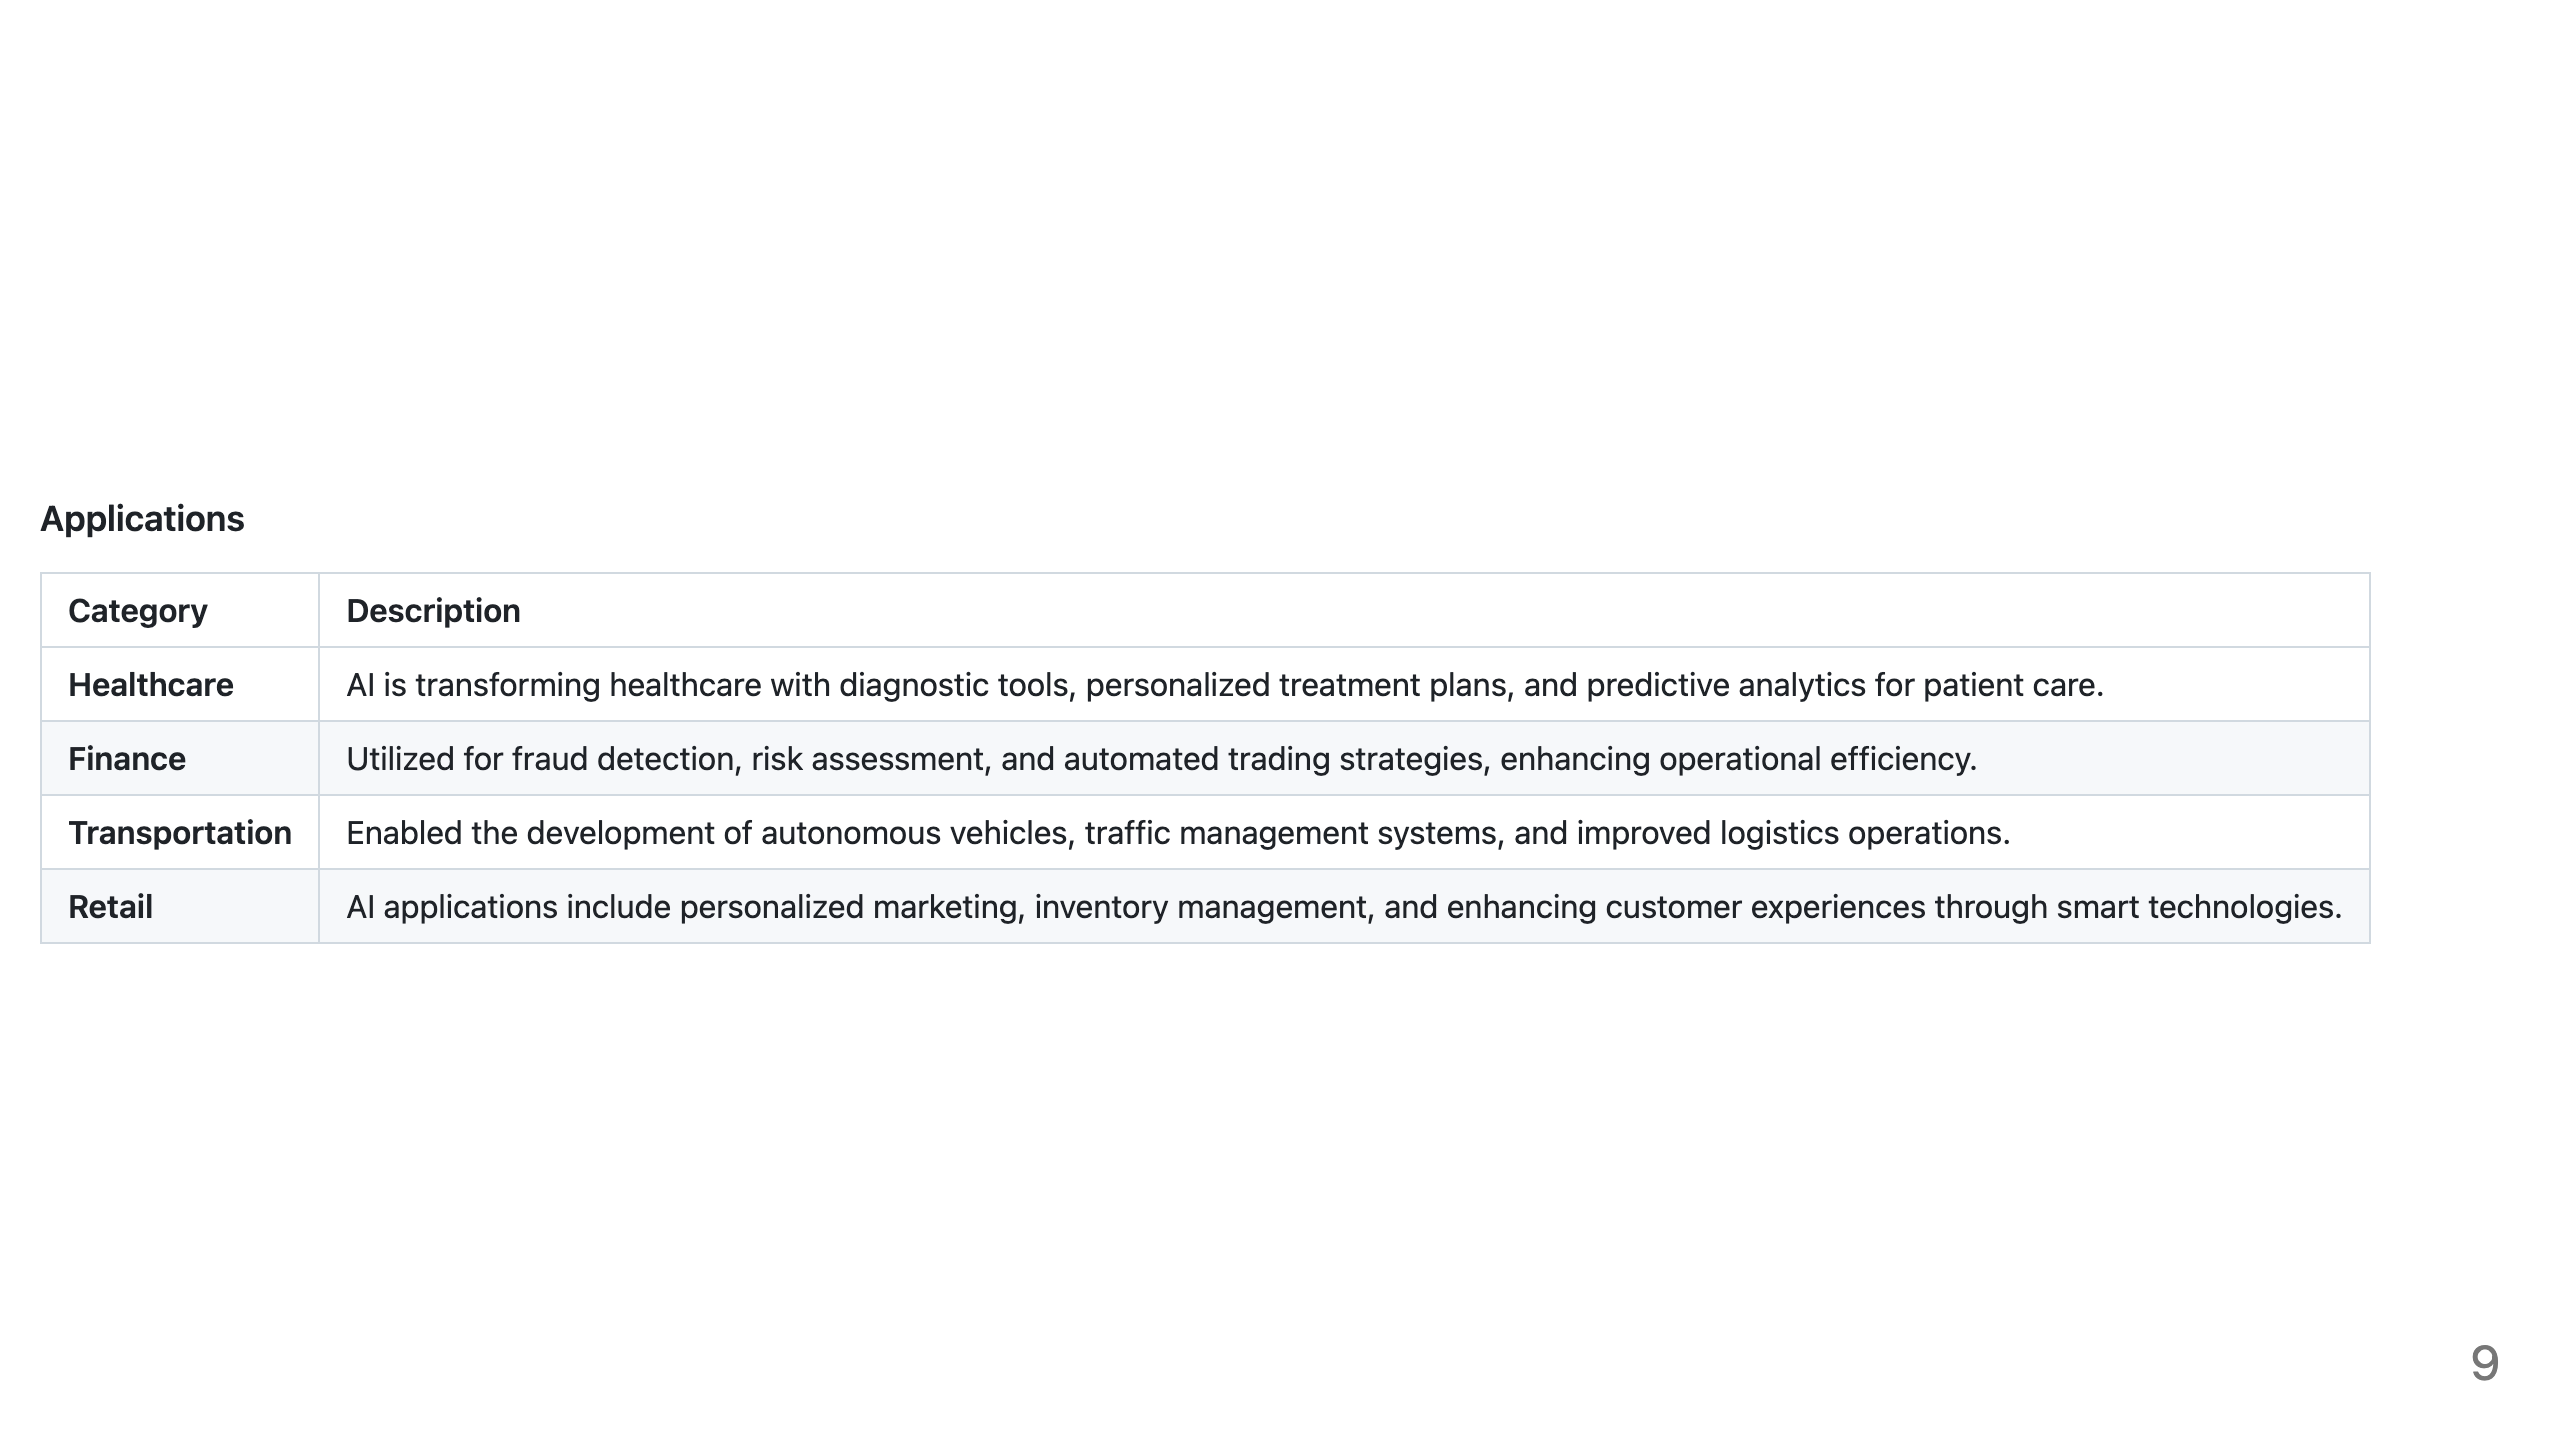 Applications
Category Description
Healthcare AI is transforming healthcare with diagnostic tools, personalized treatment plans, and predictive analytics for patient care.
Finance Utilized for fraud detection, risk assessment, and automated trading strategies, enhancing operational efficiency.
Transportation Enabled the development of autonomous vehicles, traffic management systems, and improved logistics operations.
Retail AI applications include personalized marketing, inventory management, and enhancing customer experiences through smart technologies.
9